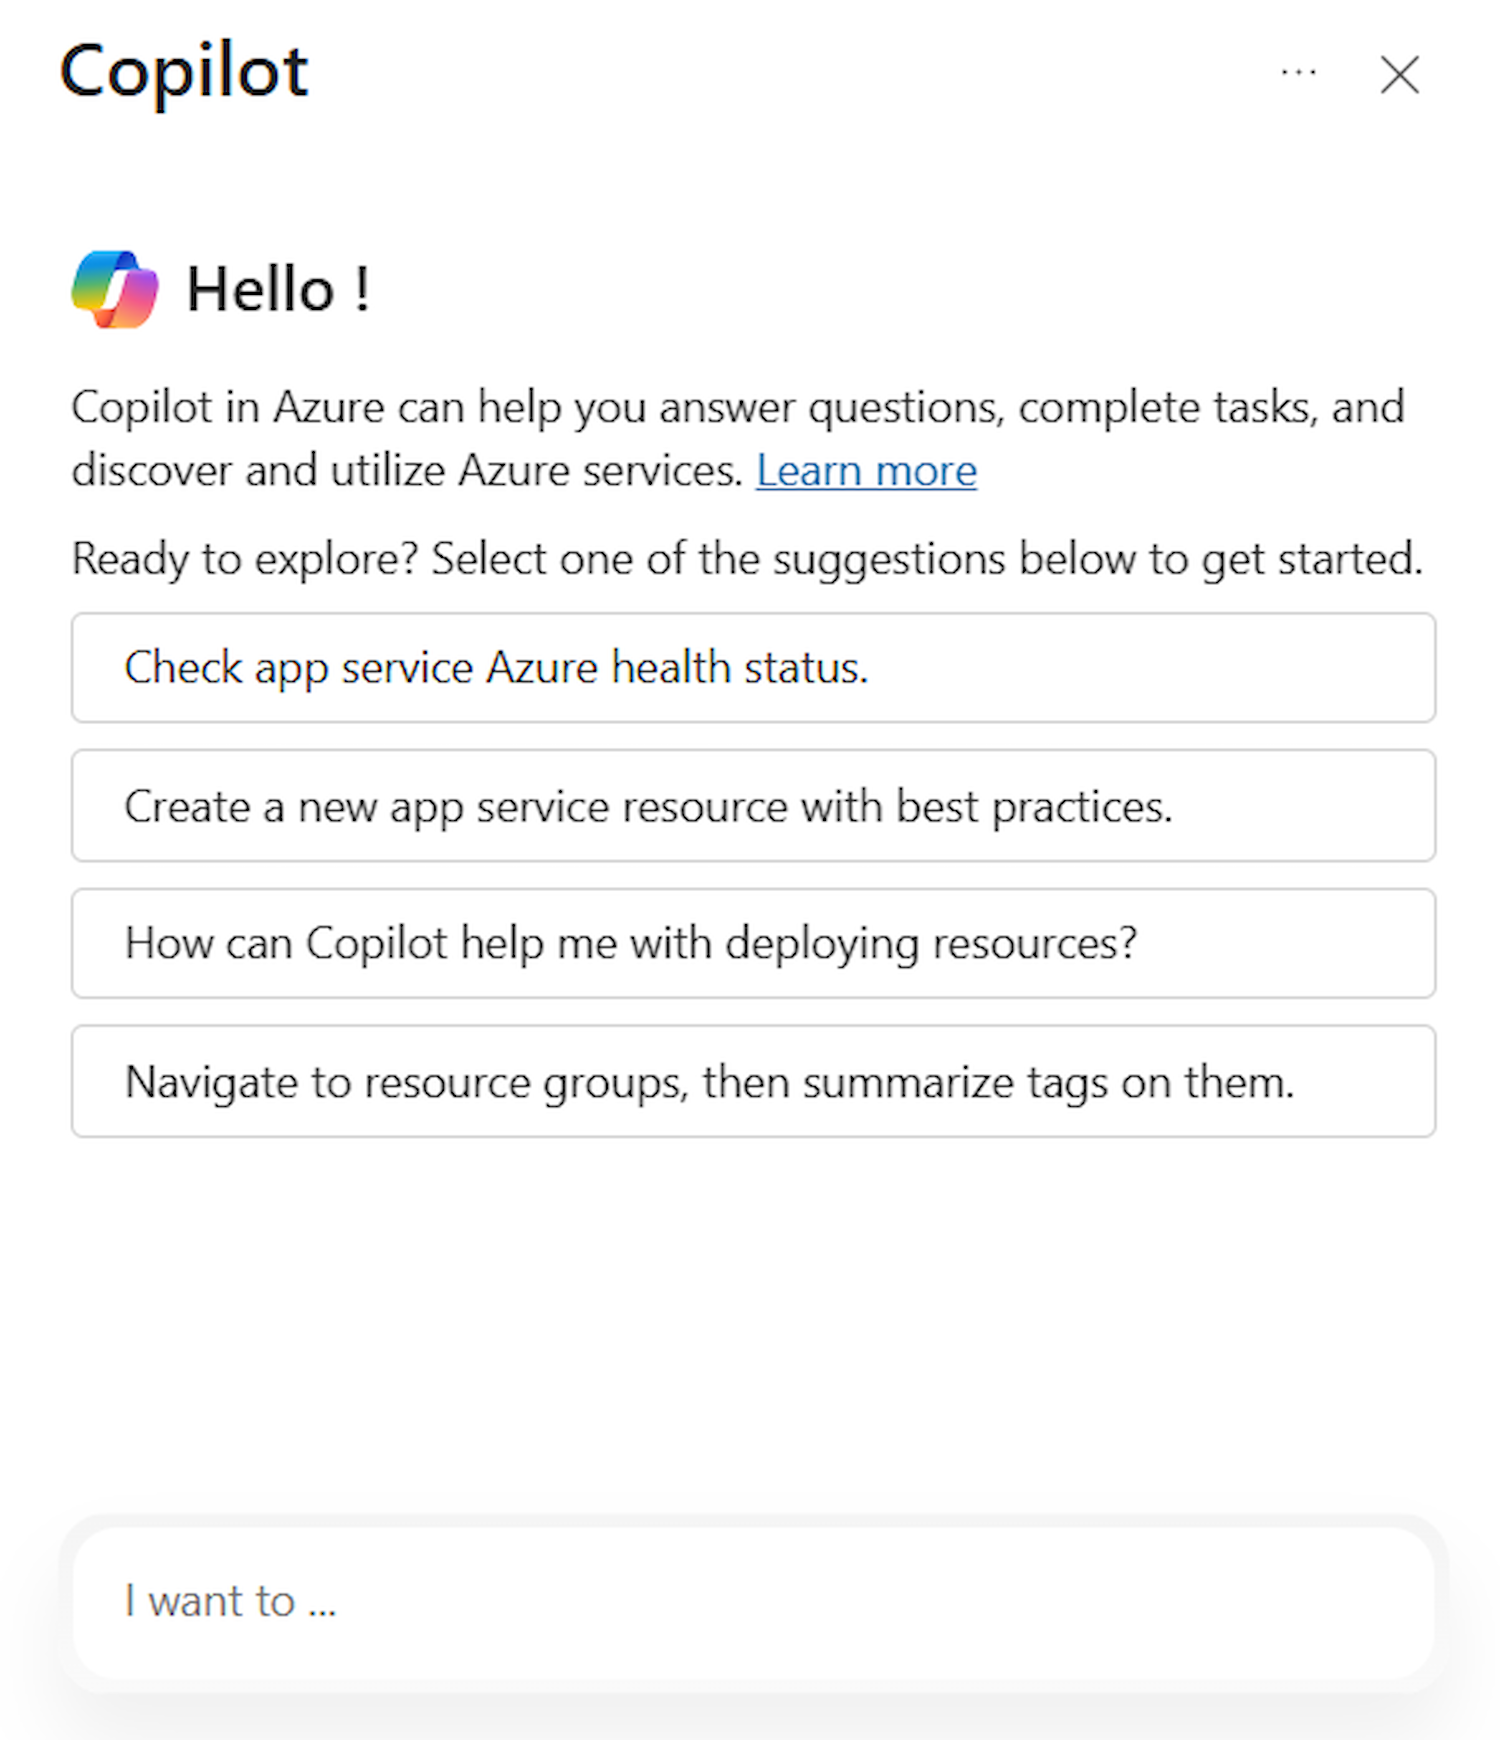 Copilot
...
Hello !
Copilot in Azure can help you answer questions, complete tasks, and
discover and utilize Azure services. Learn more
Ready to explore? Select one of the suggestions below to get started.
Check app service Azure health status.
Create a new app service resource with best practices.
How can Copilot help me with deploying resources?
Navigate to resource groups, then summarize tags on them.
I want to ...